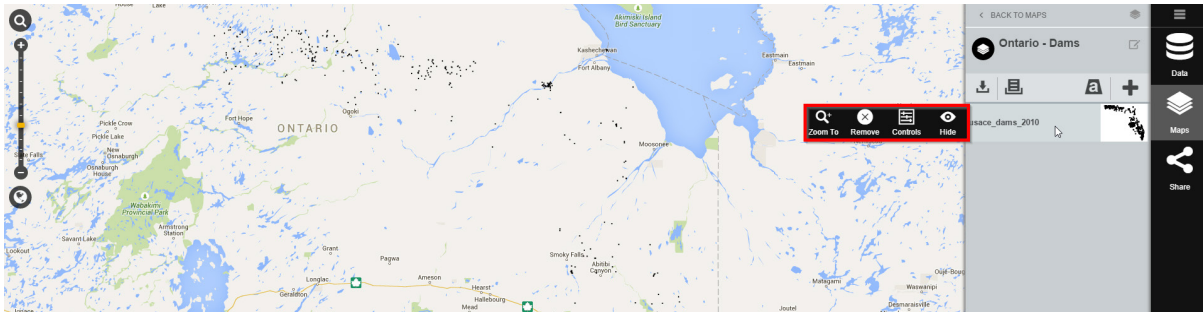 House
Lake
Akimiski Island
Bird Sanctuary
Kashechewan
Fort Albany
Eastmain
Eastmain
Pickle Crow
Pickle Lake
Fort Hope
Ogoki
ONTARIO
New
Osnaburgh
Osnaburgh
House
Moosonee
Wabakimi
Provincial Park
Armstrong
Station
Savant Lake
Lookout
Grant
Pagwa
Smoky Falls
Abitibi
Canyon
Longlac
Geraldton
Ameson
Hearst
Hallebourg
Mead
Matagami
Waswanipi
Desmaraisville
Joutel
Zoom To
Remove
Controls
Hide
BACK TO MAPS
Ontario - Dams
a
usace_dams_2010
Data
Maps
Share